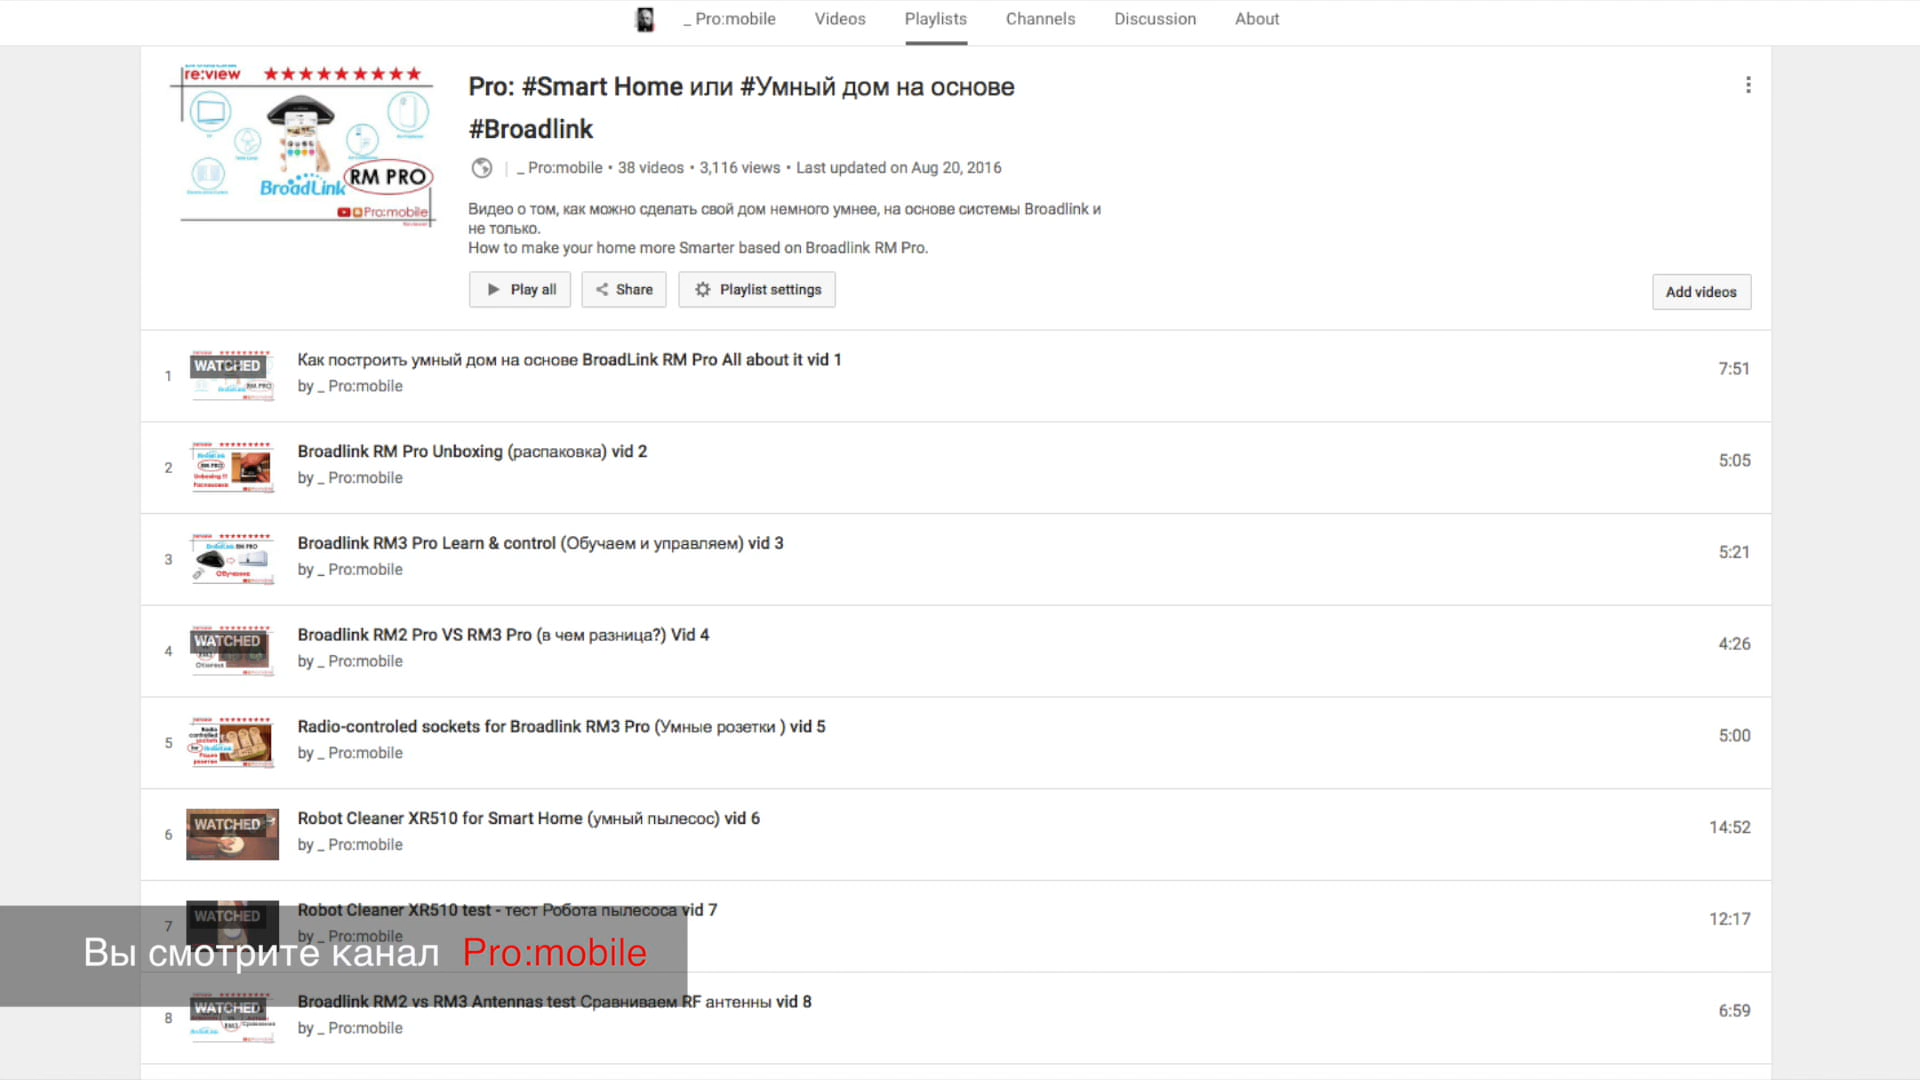 _ Pro:mobile
Videos
Playlists
Channels
Discussion
About
re:view
BroadLink
RM PRO
Pro:mobile
Pro: #Smart Home или #Умный дом на основе
#Broadlink
_ Pro:mobile • 38 videos • 3,116 views • Last updated on Aug 20, 2016
Видео о том, как можно сделать свой дом немного умнее, на основе системы Broadlink и
не только.
How to make your home more Smarter based on Broadlink RM Pro.
Play all
Share
Playlist settings
Add videos
1
WATCHED
Как построить умный дом на основе BroadLink RM Pro All about it vid 1
by _ Pro:mobile
7:51
2
Broadlink RM Pro Unboxing (распаковка) vid 2
by _ Pro:mobile
5:05
3
Broadlink RM3 Pro Learn & control (Обучаем и управляем) vid 3
by _ Pro:mobile
5:21
4
WATCHED
Broadlink RM2 Pro VS RM3 Pro (в чем разница?) Vid 4
by _ Pro:mobile
4:26
5
Radio-controled sockets for Broadlink RM3 Pro (Умные розетки ) vid 5
by _ Pro:mobile
5:00
6
WATCHED
Robot Cleaner XR510 for Smart Home (умный пылесос) vid 6
by _ Pro:mobile
14:52
7
WATCHED
Robot Cleaner XR510 test - тест Робота пылесоса vid 7
by _ Pro:mobile
12:17
Вы смотрите канал Pro:mobile
8
WATCHED
Broadlink RM2 vs RM3 Antennas test Сравниваем RF антенны vid 8
by _ Pro:mobile
6:59